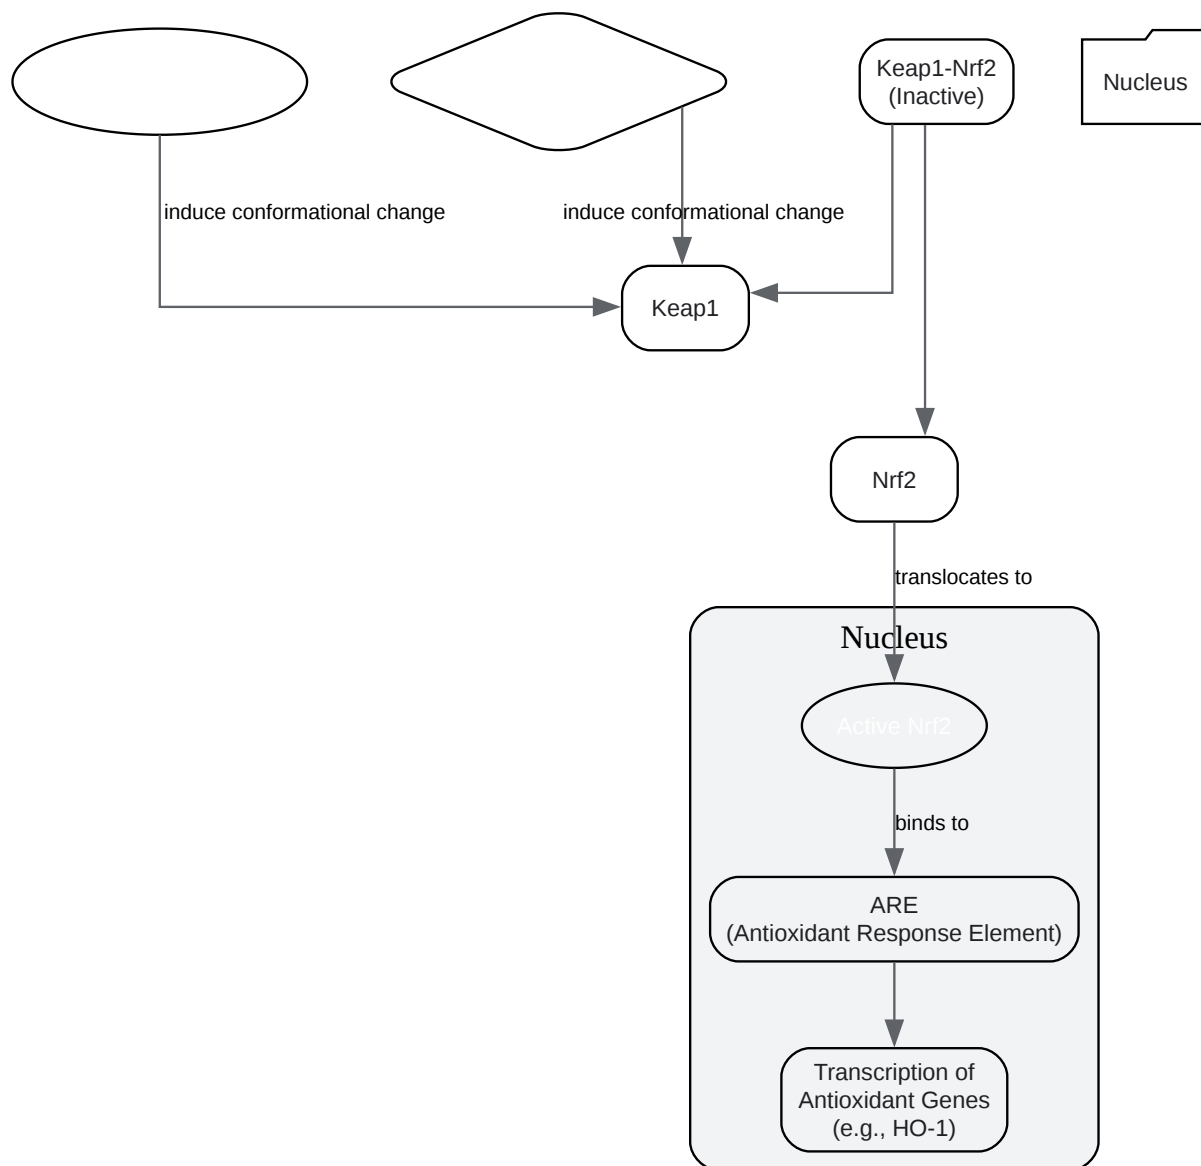 Keap1-Nrf2
(Inactive)
Nucleus
induce conformational change
induce conformational change
Keap1
Nrf2
translocates to
Nucleus
Active Nrf2
binds to
ARE
(Antioxidant Response Element)
Transcription of
Antioxidant Genes
(e.g., HO-1)